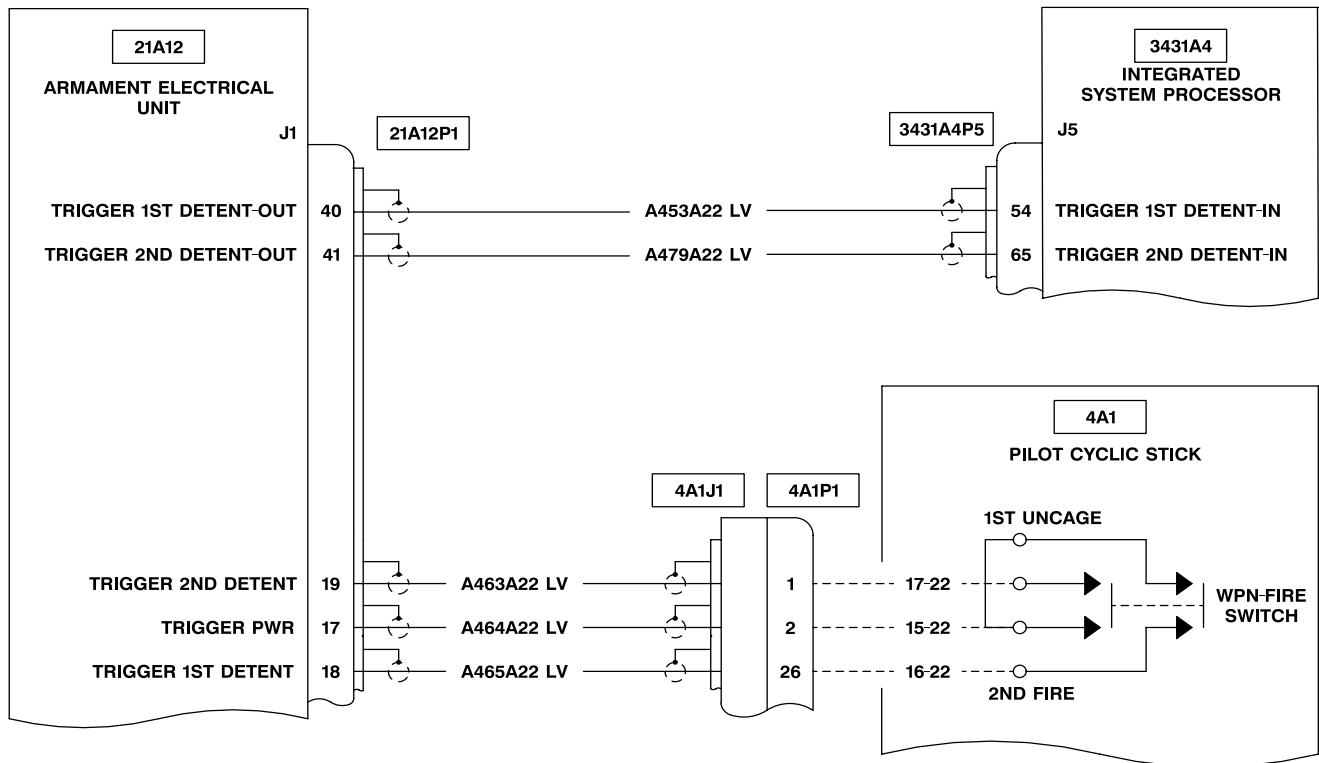 21A12
ARMAMENT ELECTRICAL
UNIT
J1
21A12P1
3431A4P5
3431A4
INTEGRATED
SYSTEM PROCESSOR
J5
TRIGGER 1ST DETENT-OUT 40 A453A22 LV 54 TRIGGER 1ST DETENT-IN
TRIGGER 2ND DETENT-OUT 41 A479A22 LV 65 TRIGGER 2ND DETENT-IN
4A1
PILOT CYCLIC STICK
4A1J1
4A1P1
1ST UNCAGE
TRIGGER 2ND DETENT 19 A463A22 LV 1 17-22
WPN-FIRE
SWITCH
TRIGGER PWR 17 A464A22 LV 2 15-22
TRIGGER 1ST DETENT 18 A465A22 LV 26 16-22
2ND FIRE